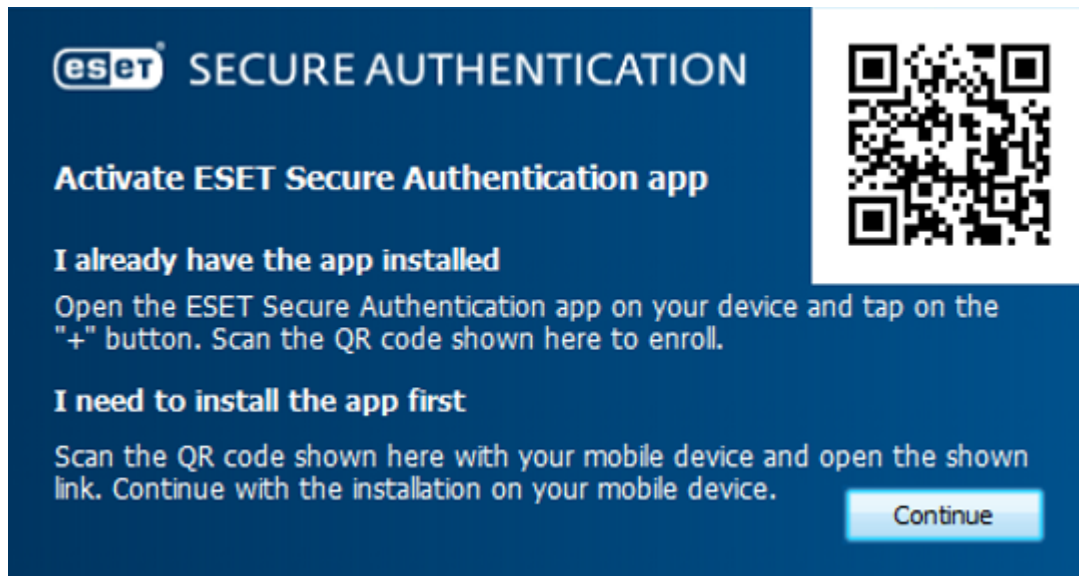 eset SECURE AUTHENTICATION
Activate ESET Secure Authentication app
I already have the app installed
Open the ESET Secure Authentication app on your device and tap on the
"+" button. Scan the QR code shown here to enroll.
I need to install the app first
Scan the QR code shown here with your mobile device and open the shown
link. Continue with the installation on your mobile device.
Continue